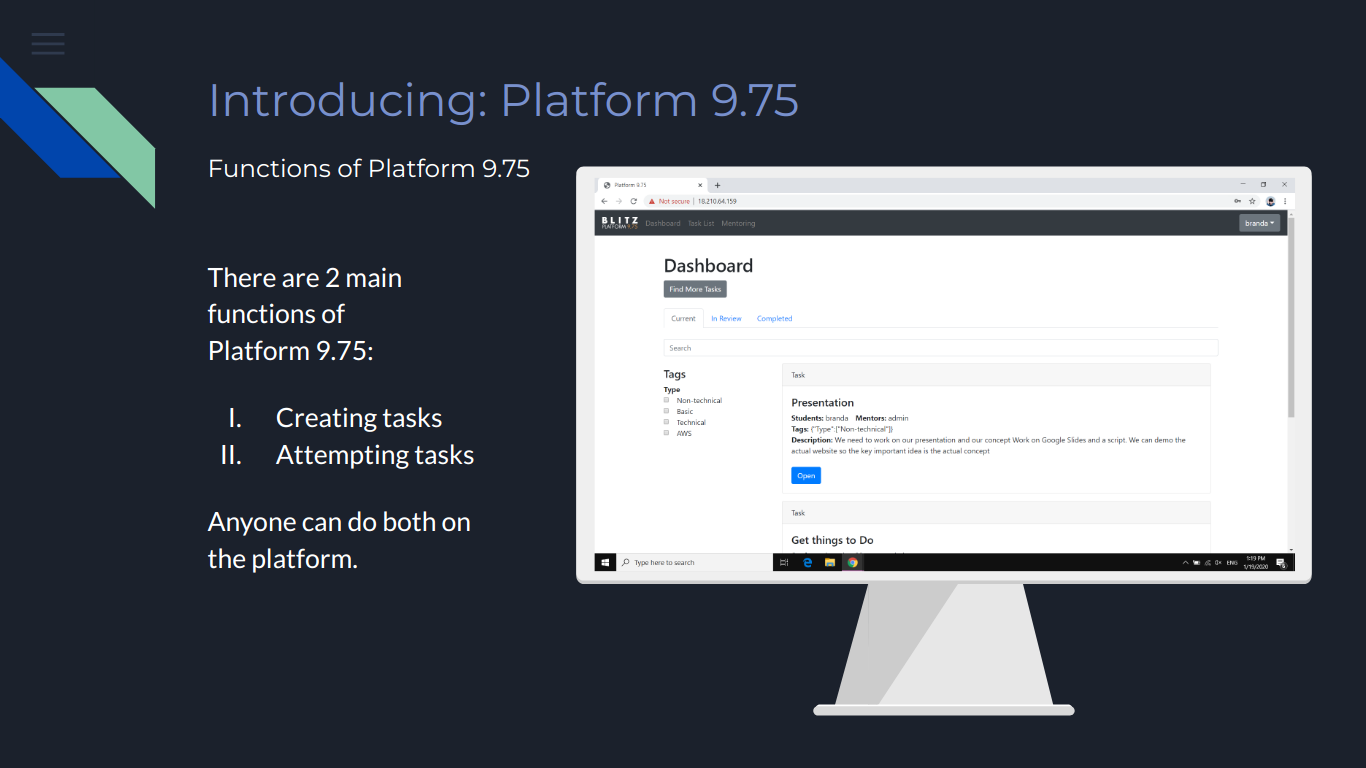 Introducing: Platform 9.75
Functions of Platform 9.75
There are 2 main
functions of
Platform 9.75:
I. Creating tasks
II. Attempting tasks
Anyone can do both on
the platform.
Platform 9.75
Not secure | 18.210.64.159
BLITZ
PLATFORM 9.75
Dashboard Task List Mentoring
branda
Dashboard
Find More Tasks
Current In Review Completed
Search
Tags
Type
Non-technical
Basic
Technical
AWS
Task
Presentation
Students: branda Mentors: admin
Tags: {"Type":["Non-technical"]}
Description: We need to work on our presentation and our concept Work on Google Slides and a script. We can demo the
actual website so the key important idea is the actual concept
Open
Task
Get things to Do
Type here to search
ENG
1:19 PM
1/19/2020